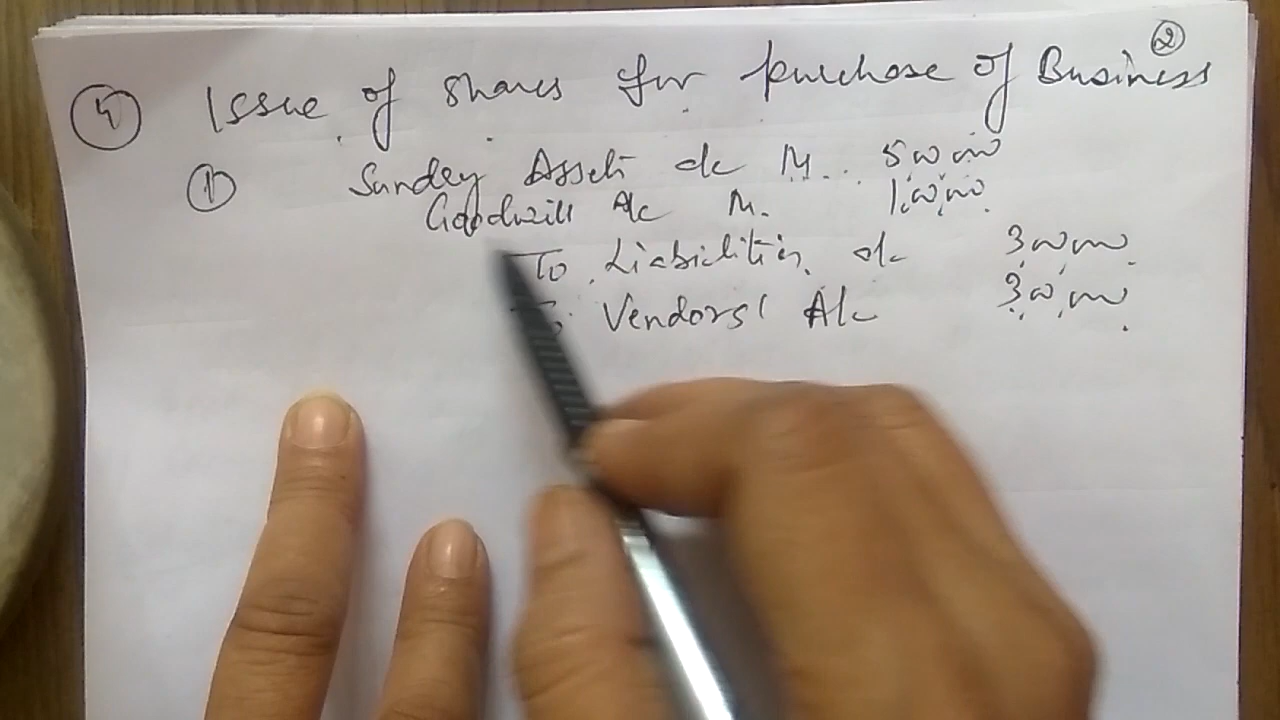 ②
④ Issue of shares for purchase of Business
① Sundry Assets A/c Dr. 5,00,000
Goodwill A/c Dr. 1,00,000
To Liabilities A/c 3,00,000
To Vendors' A/c 3,00,000